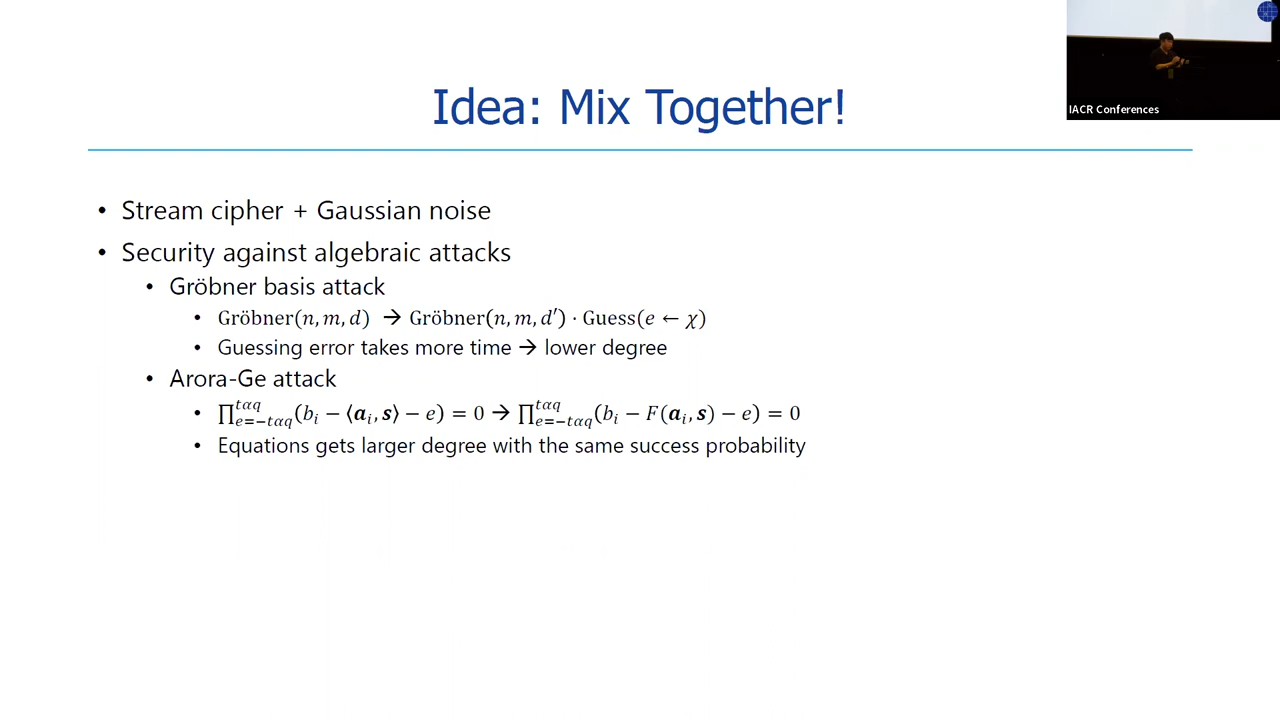 IACR Conferences
Idea: Mix Together!
• Stream cipher + Gaussian noise
• Security against algebraic attacks
• Gröbner basis attack
• Gröbner(n, m, d) → Gröbner(n, m, d′) · Guess(e ← χ)
• Guessing error takes more time → lower degree
• Arora-Ge attack
• ∏_{e=−tαq}^{tαq}(b_i − ⟨a_i, s⟩ − e) = 0 → ∏_{e=−tαq}^{tαq}(b_i − F(a_i, s) − e) = 0
• Equations gets larger degree with the same success probability